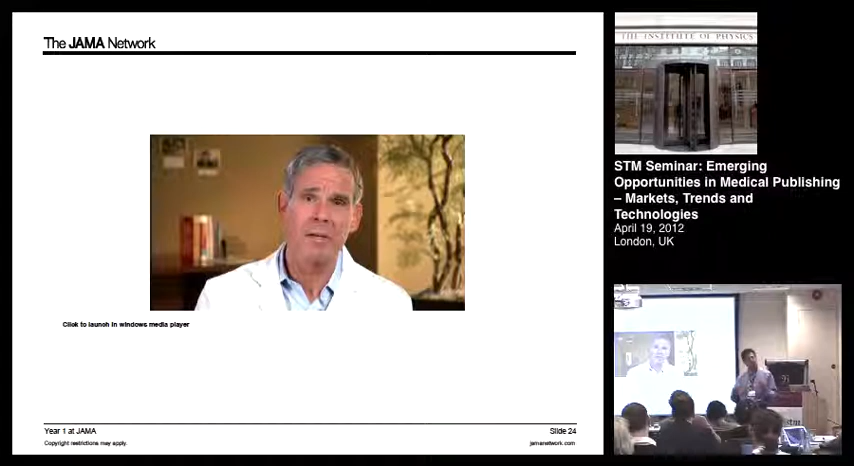 The JAMA Network
Click to launch in windows media player
Year 1 at JAMA
Slide 24
Copyright restrictions may apply.
jamanetwork.com
THE INSTITUTE OF PHYSICS
STM Seminar: Emerging
Opportunities in Medical Publishing
– Markets, Trends and
Technologies
April 19, 2012
London, UK